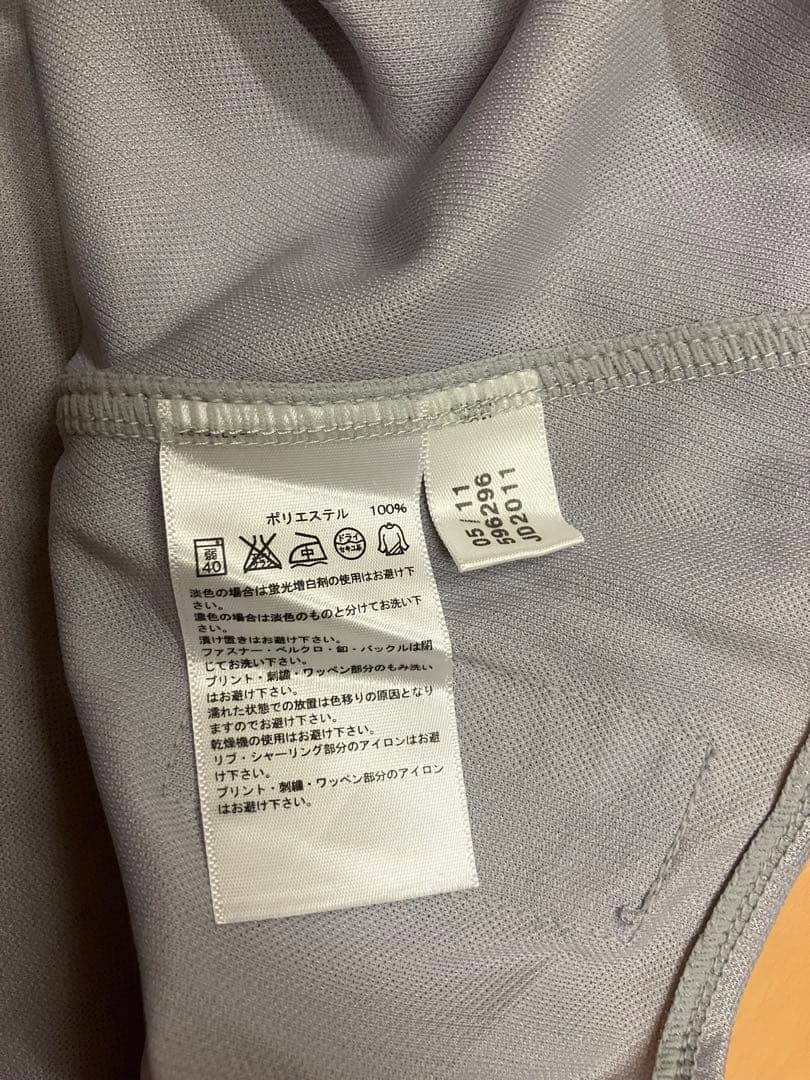 ポリエステル 100%
弱
40
エンソ
サラシ
中
ドライ
セキユ系
淡色の場合は蛍光増白剤の使用はお避け下
さい。
濃色の場合は淡色のものと分けてお洗い下
さい。
漬け置きはお避け下さい。
ファスナー・ベルクロ・釦・バックルは閉
じてお洗い下さい。
プリント・刺繍・ワッペン部分のもみ洗い
はお避け下さい。
濡れた状態での放置は色移りの原因となり
ますのでお避け下さい。
乾燥機の使用はお避け下さい。
リブ・シャーリング部分のアイロンはお避
け下さい。
プリント・刺繍・ワッペン部分のアイロン
はお避け下さい。
05/11
596296
JD2011